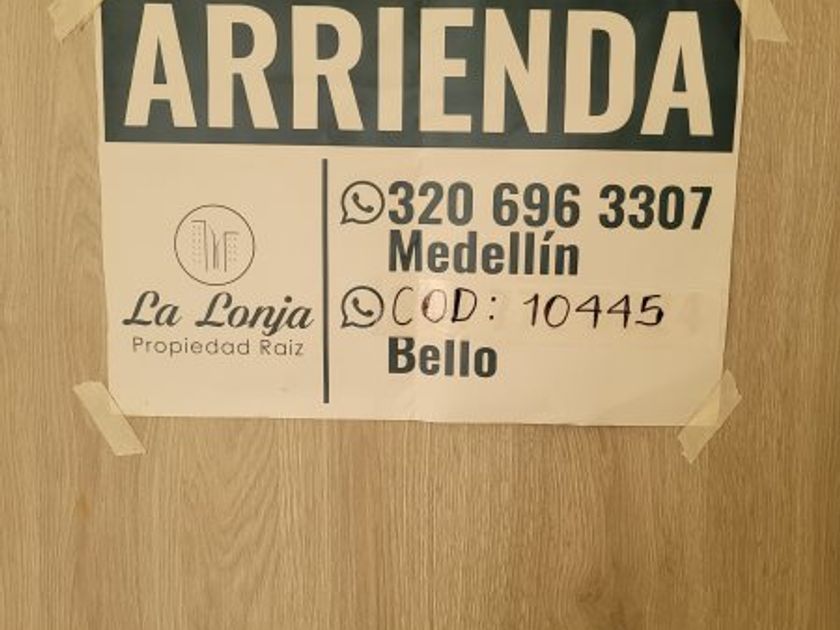 ARRIENDA
La Lonja
Propiedad Raiz
320 696 3307
Medellín
COD: 10445
Bello